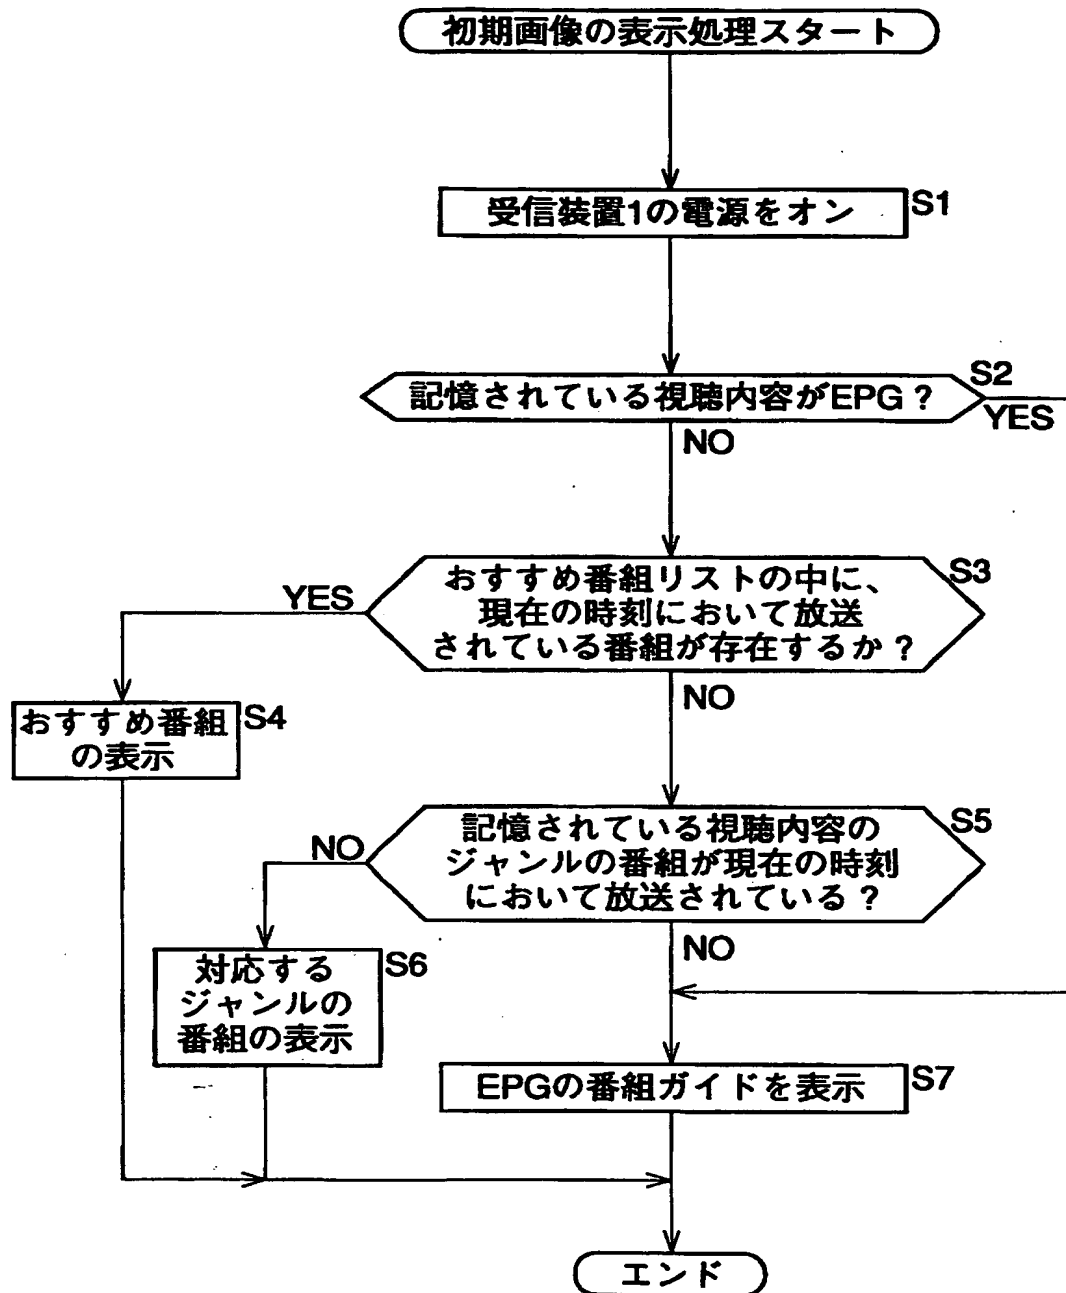 初期画像の表示処理スタート
受信装置1の電源をオン
S1
記憶されている視聴内容がEPG？
S2
YES
NO
おすすめ番組リストの中に、
現在の時刻において放送
されている番組が存在するか？
S3
YES
NO
おすすめ番組
の表示
S4
記憶されている視聴内容の
ジャンルの番組が現在の時刻
において放送されている？
S5
NO
NO
対応する
ジャンルの
番組の表示
S6
EPGの番組ガイドを表示
S7
エンド